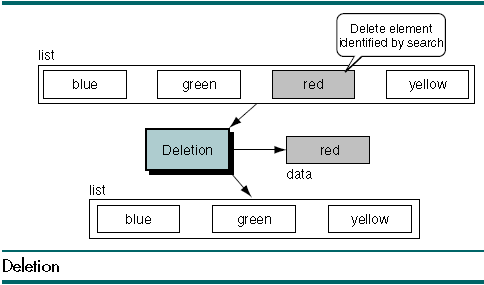 Delete element
identified by search
list
blue green red yellow
Deletion red
data
list
blue green yellow
Deletion